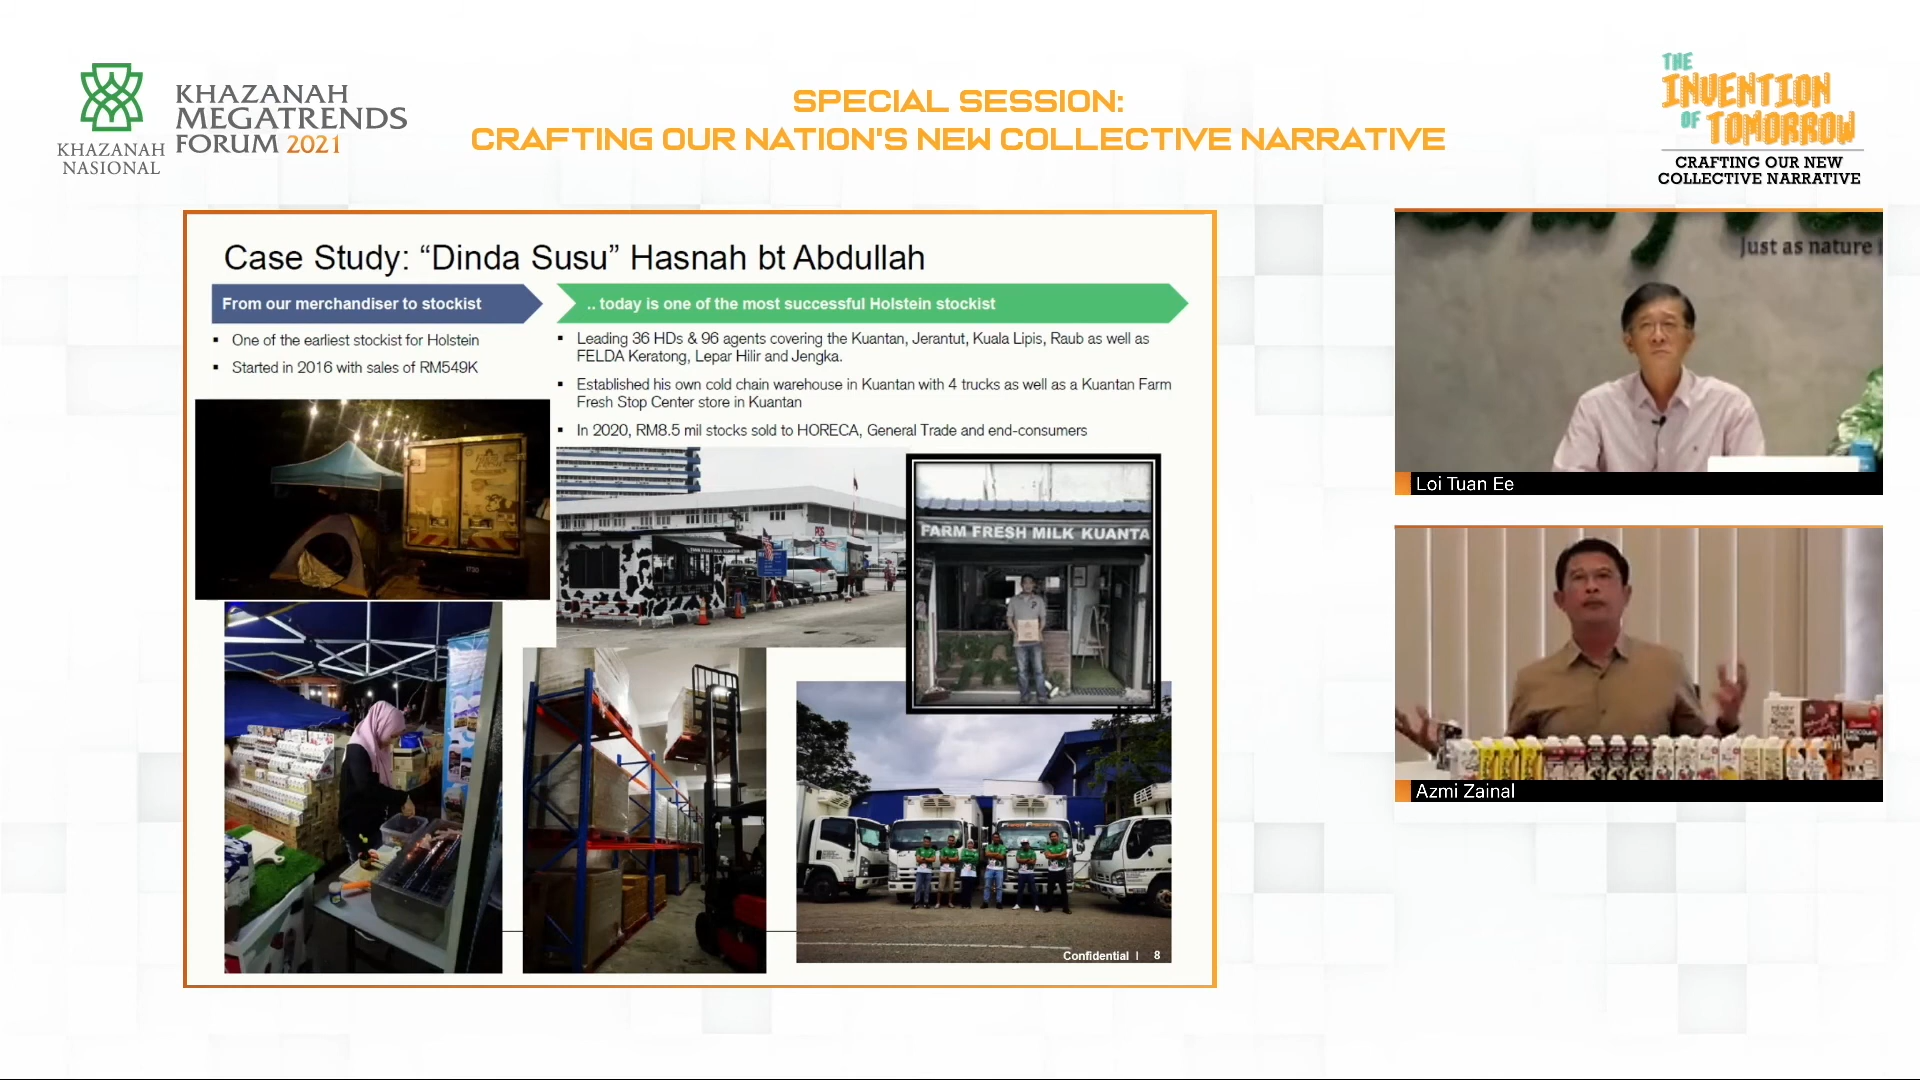 KHAZANAH
NASIONAL
KHAZANAH
MEGATRENDS
FORUM 2021
SPECIAL SESSION:
CRAFTING OUR NATION'S NEW COLLECTIVE NARRATIVE
THE
INVENTION
OF TOMORROW
CRAFTING OUR NEW
COLLECTIVE NARRATIVE
Case Study: “Dinda Susu” Hasnah bt Abdullah
From our merchandiser to stockist
▪ One of the earliest stockist for Holstein
▪ Started in 2016 with sales of RM549K
.. today is one of the most successful Holstein stockist
▪ Leading 36 HDs & 96 agents covering the Kuantan, Jerantut, Kuala Lipis, Raub as well as
FELDA Keratong, Lepar Hilir and Jengka.
▪ Established his own cold chain warehouse in Kuantan with 4 trucks as well as a Kuantan Farm
Fresh Stop Center store in Kuantan
▪ In 2020, RM8.5 mil stocks sold to HORECA, General Trade and end-consumers
POS
FARM FRESH MILK KUANTA
Confidential | 8
Just as nature
Loi Tuan Ee
Azmi Zainal